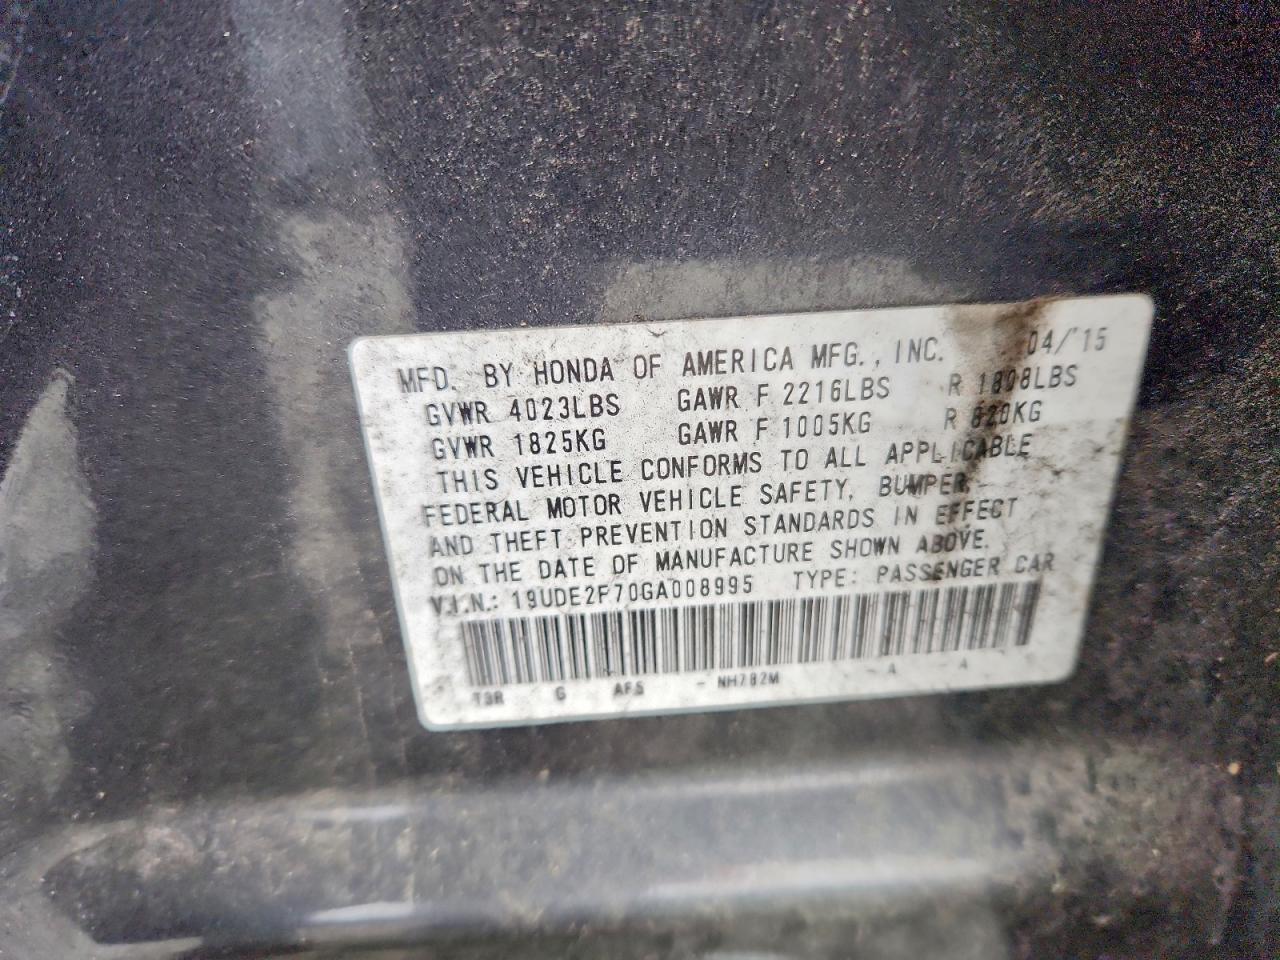 MFD. BY HONDA OF AMERICA MFG., INC. 04/'15
GVWR 4023LBS GAWR F 2216LBS R 1808LBS
GVWR 1825KG GAWR F 1005KG R 820KG
THIS VEHICLE CONFORMS TO ALL APPLICABLE
FEDERAL MOTOR VEHICLE SAFETY, BUMPER,
AND THEFT PREVENTION STANDARDS IN EFFECT
ON THE DATE OF MANUFACTURE SHOWN ABOVE.
V.I.N.: 19UDE2F70GA008995 TYPE: PASSENGER CAR
G - NH782M - A - A